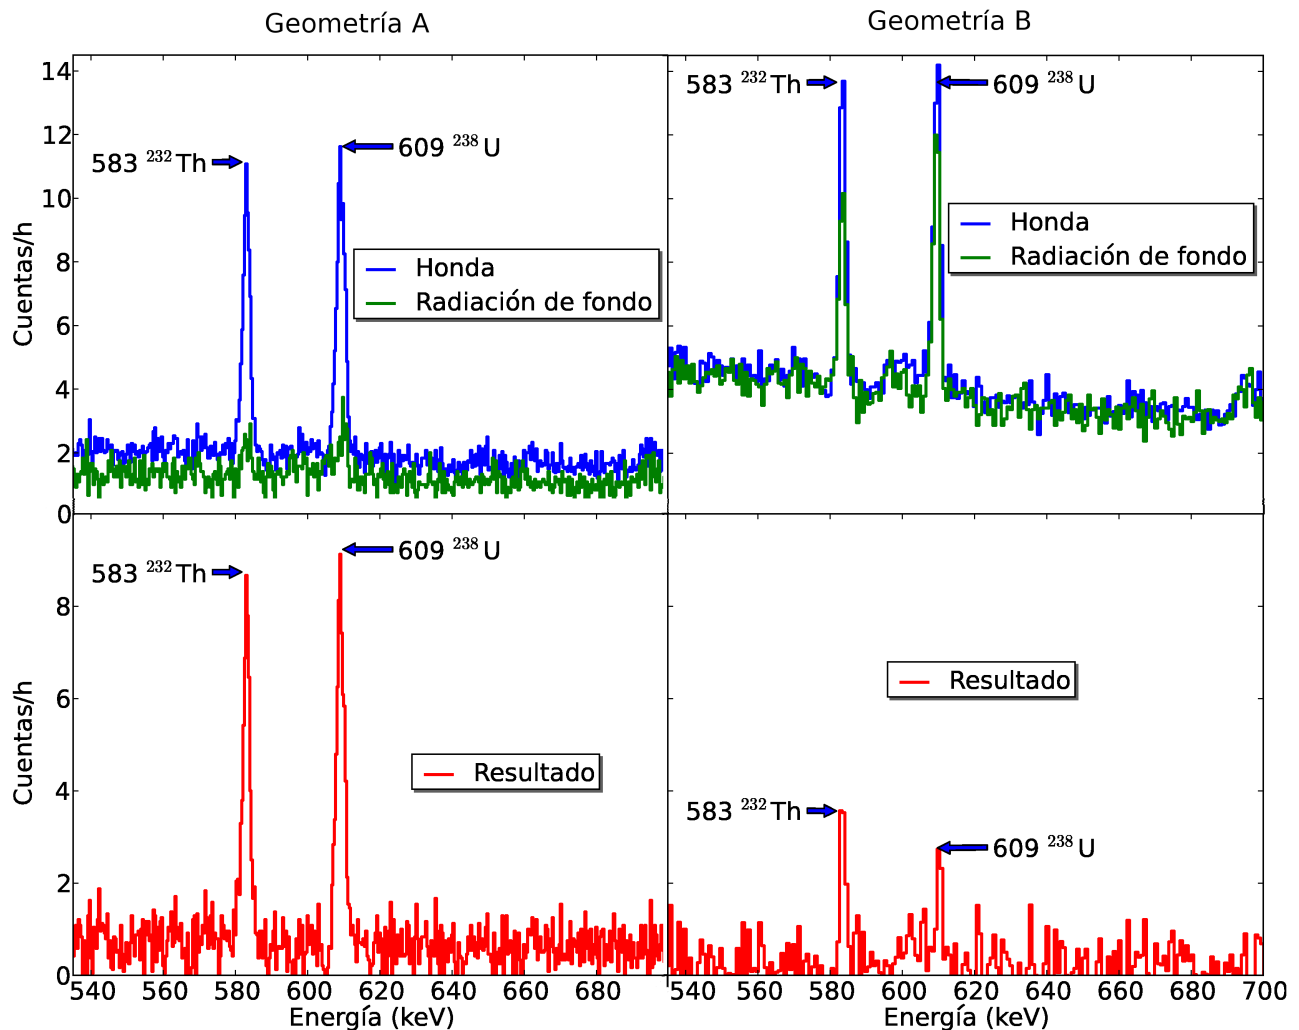 Geometría A
Geometría B
14
12
10
8
6
4
2
0
Cuentas/h
583 ²³²Th
609 ²³⁸U
Honda
Radiación de fondo
583 ²³²Th
609 ²³⁸U
Honda
Radiación de fondo
8
6
4
2
0
Cuentas/h
583 ²³²Th
609 ²³⁸U
Resultado
583 ²³²Th
609 ²³⁸U
Resultado
540 560 580 600 620 640 660 680
540 560 580 600 620 640 660 680 700
Energía (keV)
Energía (keV)